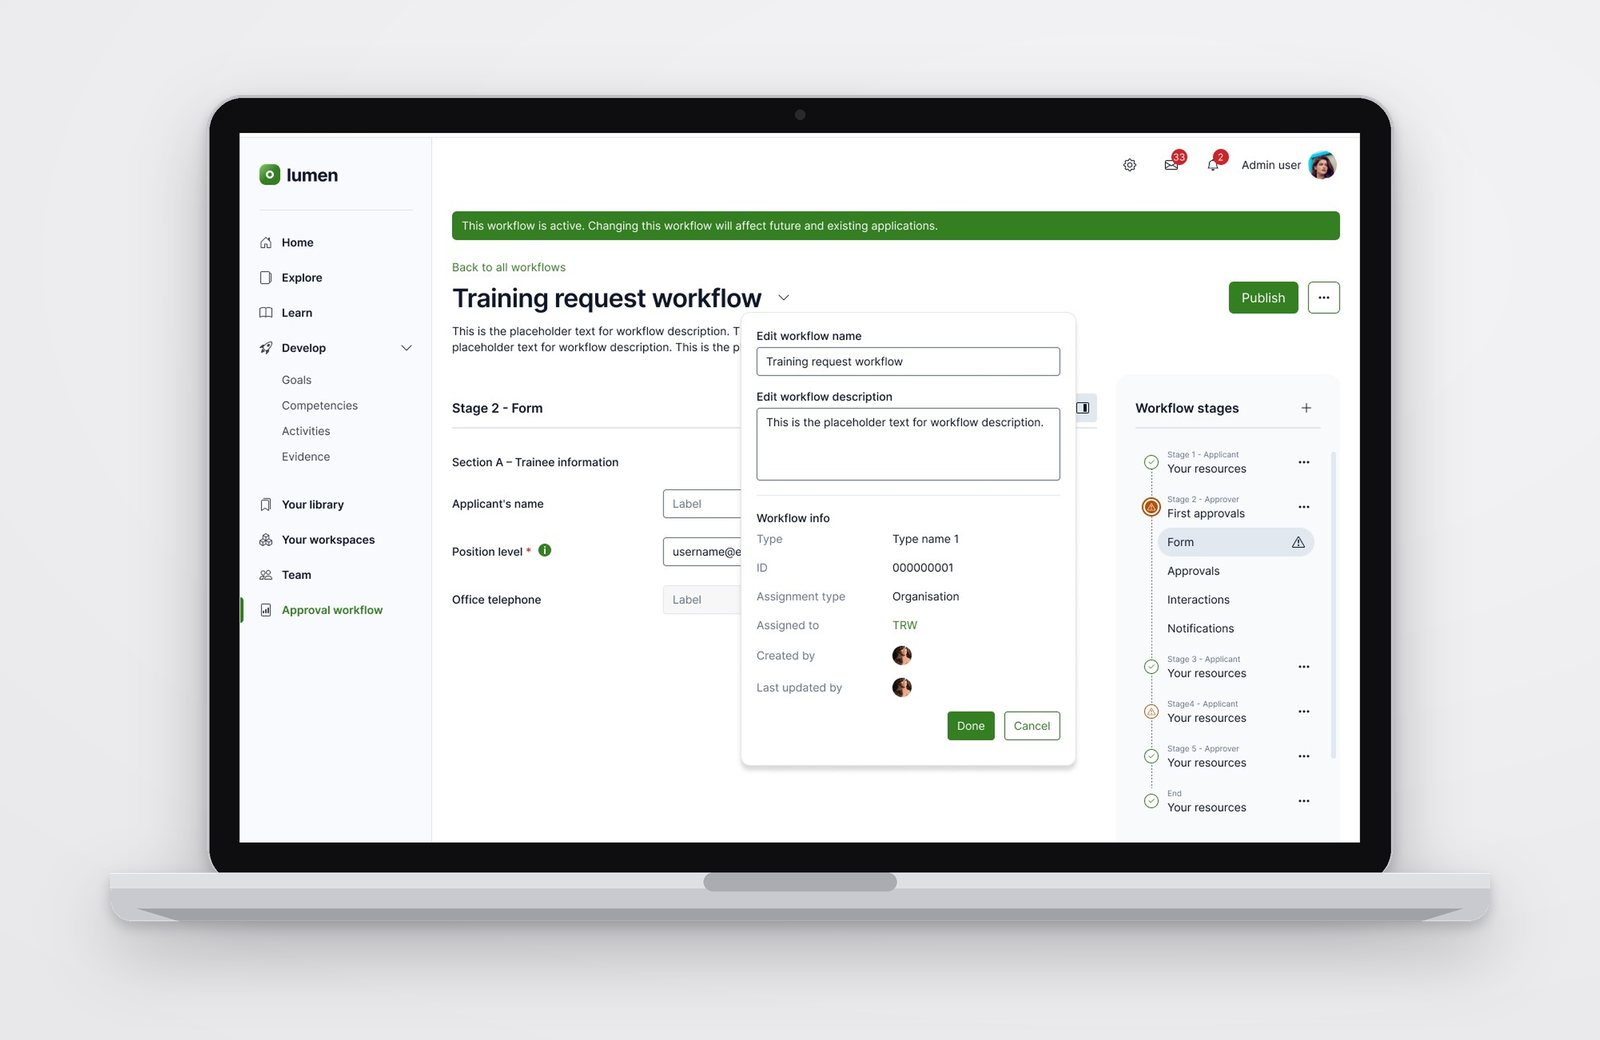 lumen
33
2
Admin user
Home
Explore
Learn
Develop
Goals
Competencies
Activities
Evidence
Your library
Your workspaces
Team
Approval workflow
This workflow is active. Changing this workflow will affect future and existing applications.
Back to all workflows
Training request workflow
Publish
This is the placeholder text for workflow description. T
placeholder text for workflow description. This is the p
Stage 2 - Form
Section A – Trainee information
Applicant's name
Label
Position level *
username@e
Office telephone
Label
Edit workflow name
Training request workflow
Edit workflow description
This is the placeholder text for workflow description.
Workflow info
Type Type name 1
ID 000000001
Assignment type Organisation
Assigned to TRW
Created by
Last updated by
Done
Cancel
Workflow stages
Stage 1 - Applicant
Your resources
Stage 2 - Approver
First approvals
Form
Approvals
Interactions
Notifications
Stage 3 - Applicant
Your resources
Stage4 - Applicant
Your resources
Stage 5 - Approver
Your resources
End
Your resources